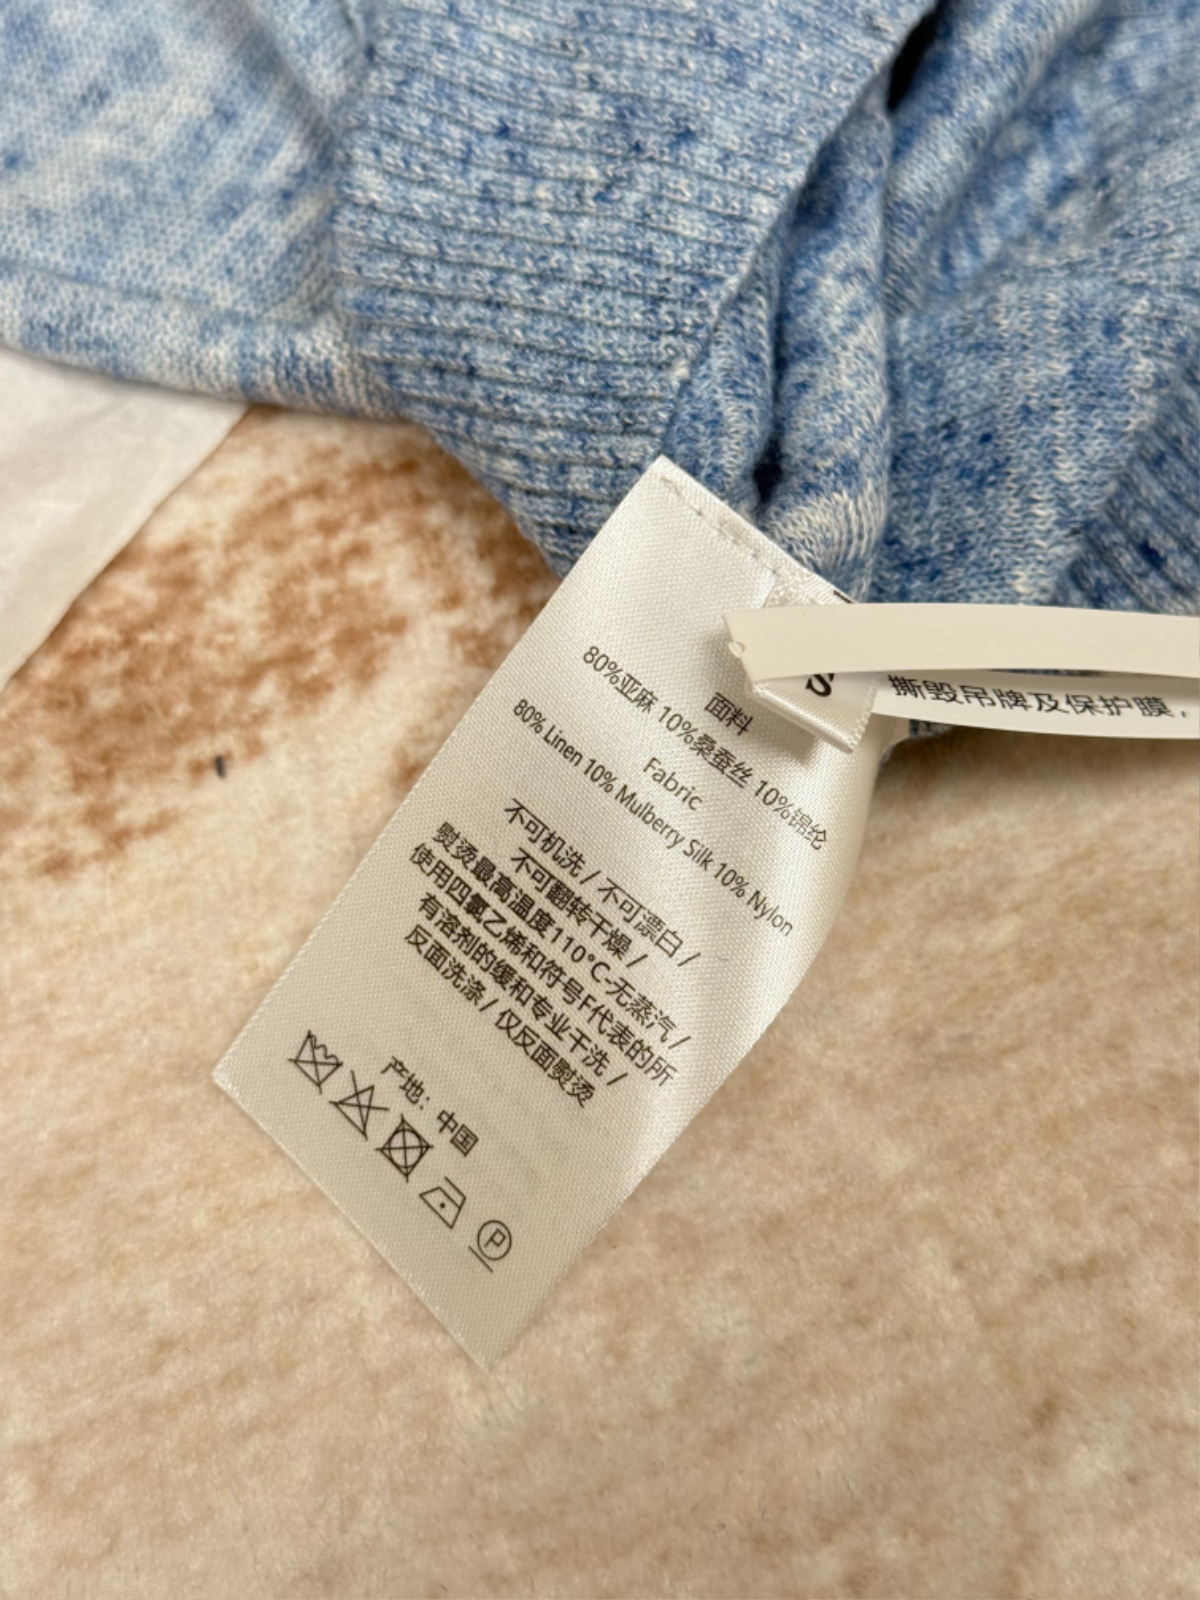 面料
80%亚麻 10%桑蚕丝 10%锦纶
Fabric
80% Linen 10% Mulberry Silk 10% Nylon
不可机洗 / 不可漂白 /
不可翻转干燥 /
熨烫最高温度110°C-无蒸汽 /
使用四氯乙烯和符号F代表的所
有溶剂的缓和专业干洗 /
反面洗涤 / 仅反面熨烫
产地：中国
P
S
撕毁吊牌及保护膜，